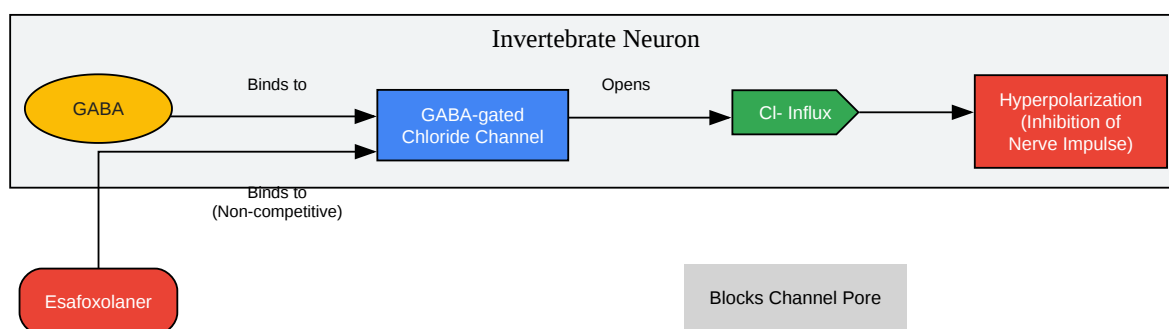 Invertebrate Neuron
GABA
Binds to
GABA-gated
Chloride Channel
Opens
Cl- Influx
Hyperpolarization
(Inhibition of
Nerve Impulse)
Binds to
(Non-competitive)
Esafoxolaner
Blocks Channel Pore